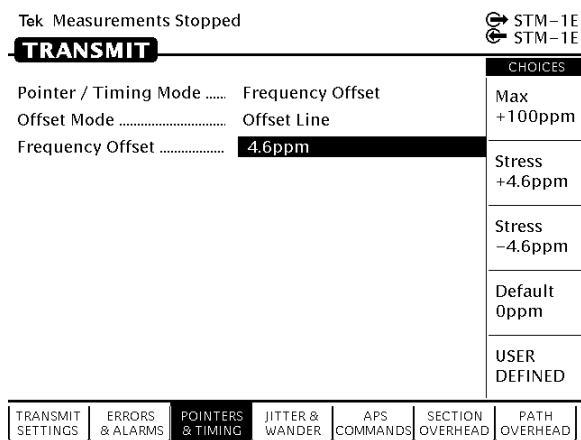 Tek Measurements Stopped
STM-1E
STM-1E
TRANSMIT
CHOICES
Pointer / Timing Mode ...... Frequency Offset
Offset Mode ............................ Offset Line
Frequency Offset ................. 4.6ppm
Max
+100ppm
Stress
+4.6ppm
Stress
−4.6ppm
Default
0ppm
USER
DEFINED
TRANSMIT SETTINGS
ERRORS & ALARMS
POINTERS & TIMING
JITTER & WANDER
APS COMMANDS
SECTION OVERHEAD
PATH OVERHEAD